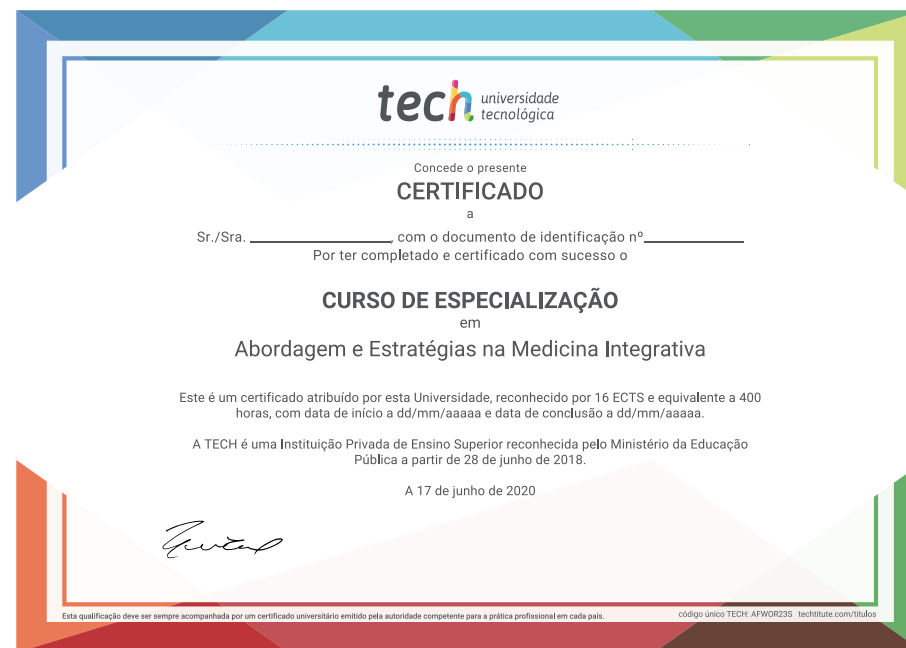 tech universidade
tecnológica
Concede o presente
CERTIFICADO
a
Sr./Sra. ____________, com o documento de identificação nº____________
Por ter completado e certificado com sucesso o
CURSO DE ESPECIALIZAÇÃO
em
Abordagem e Estratégias na Medicina Integrativa
Este é um certificado atribuído por esta Universidade, reconhecido por 16 ECTS e equivalente a 400
horas, com data de início a dd/mm/aaaaa e data de conclusão a dd/mm/aaaaa.
A TECH é uma Instituição Privada de Ensino Superior reconhecida pelo Ministério da Educação
Pública a partir de 28 de junho de 2018.
A 17 de junho de 2020
Esta qualificação deve ser sempre acompanhada por um certificado universitário emitido pela autoridade competente para a prática profissional em cada país.
código único TECH: AFWOR23S techtitute.com/titulos